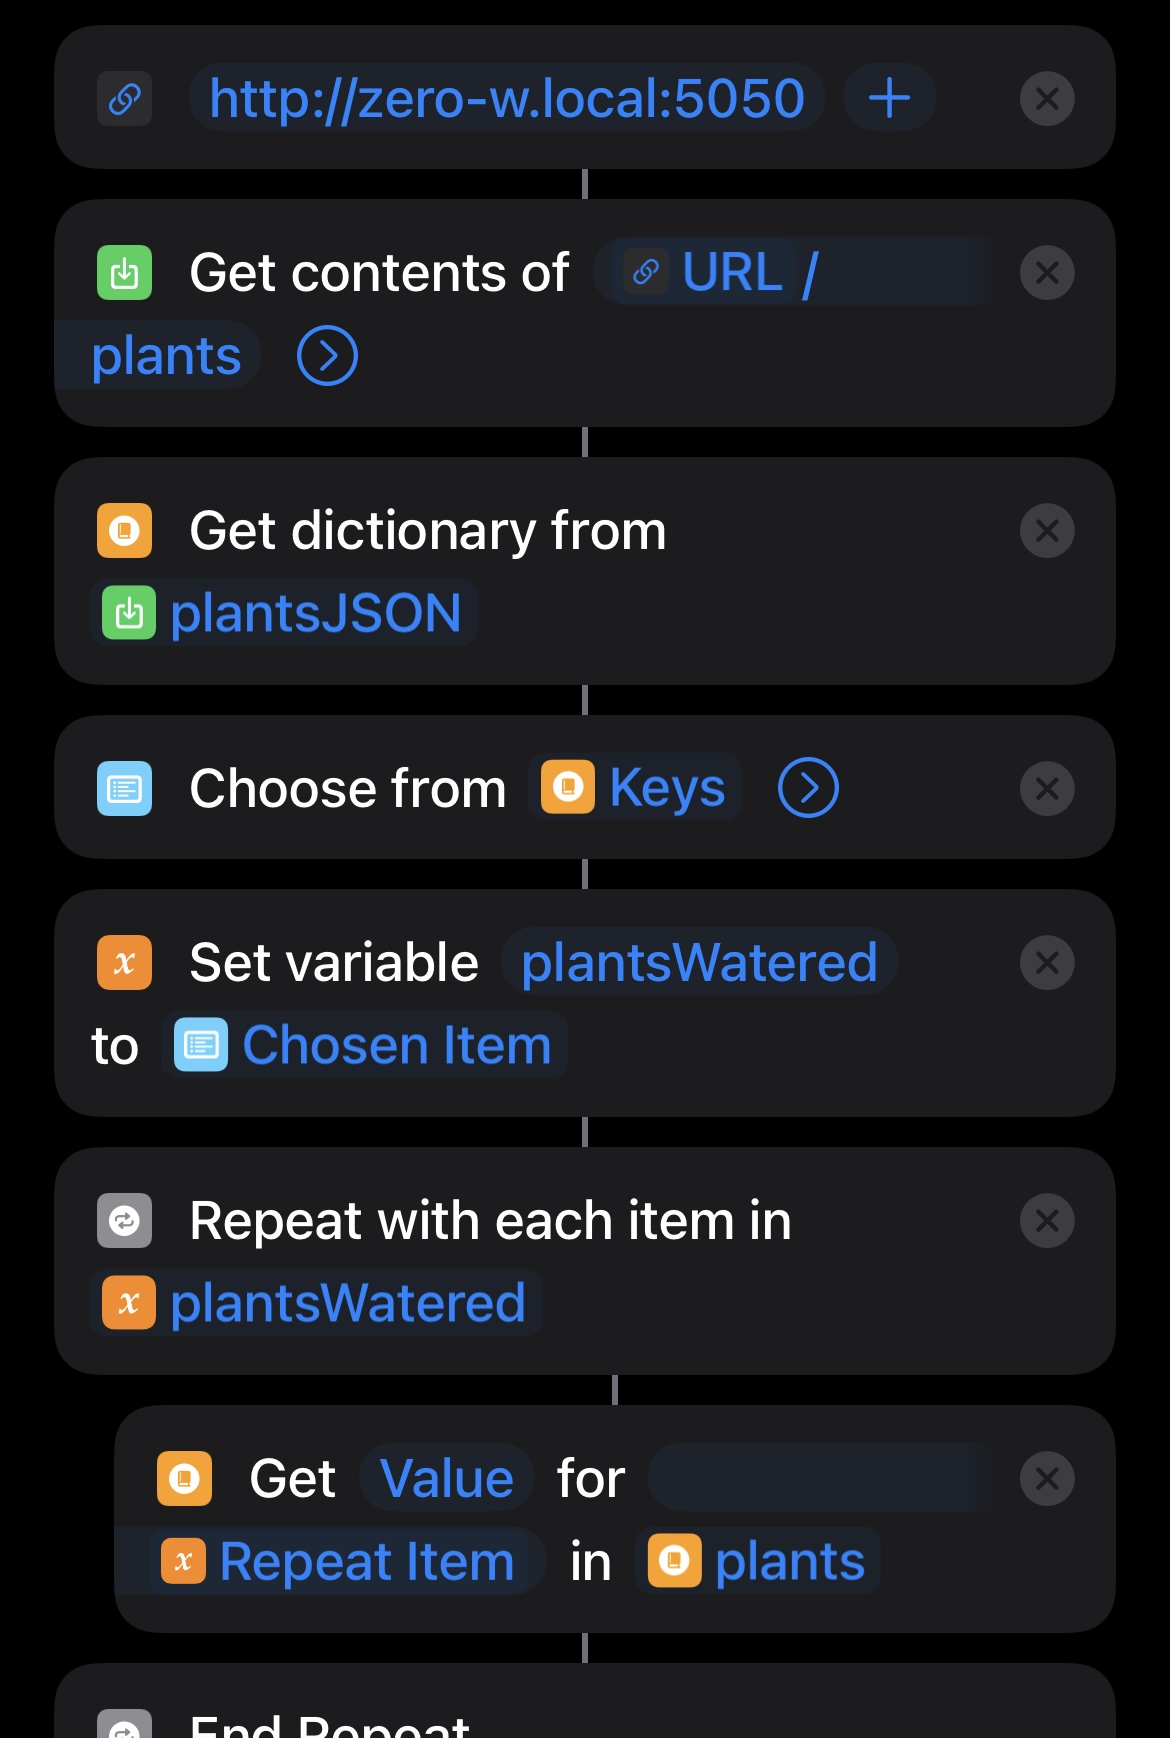 http://zero-w.local:5050
Get contents of URL /
plants
Get dictionary from
plantsJSON
Choose from Keys
x Set variable plantsWatered
to Chosen Item
Repeat with each item in
x plantsWatered
Get Value for
x Repeat Item in plants
End Repeat